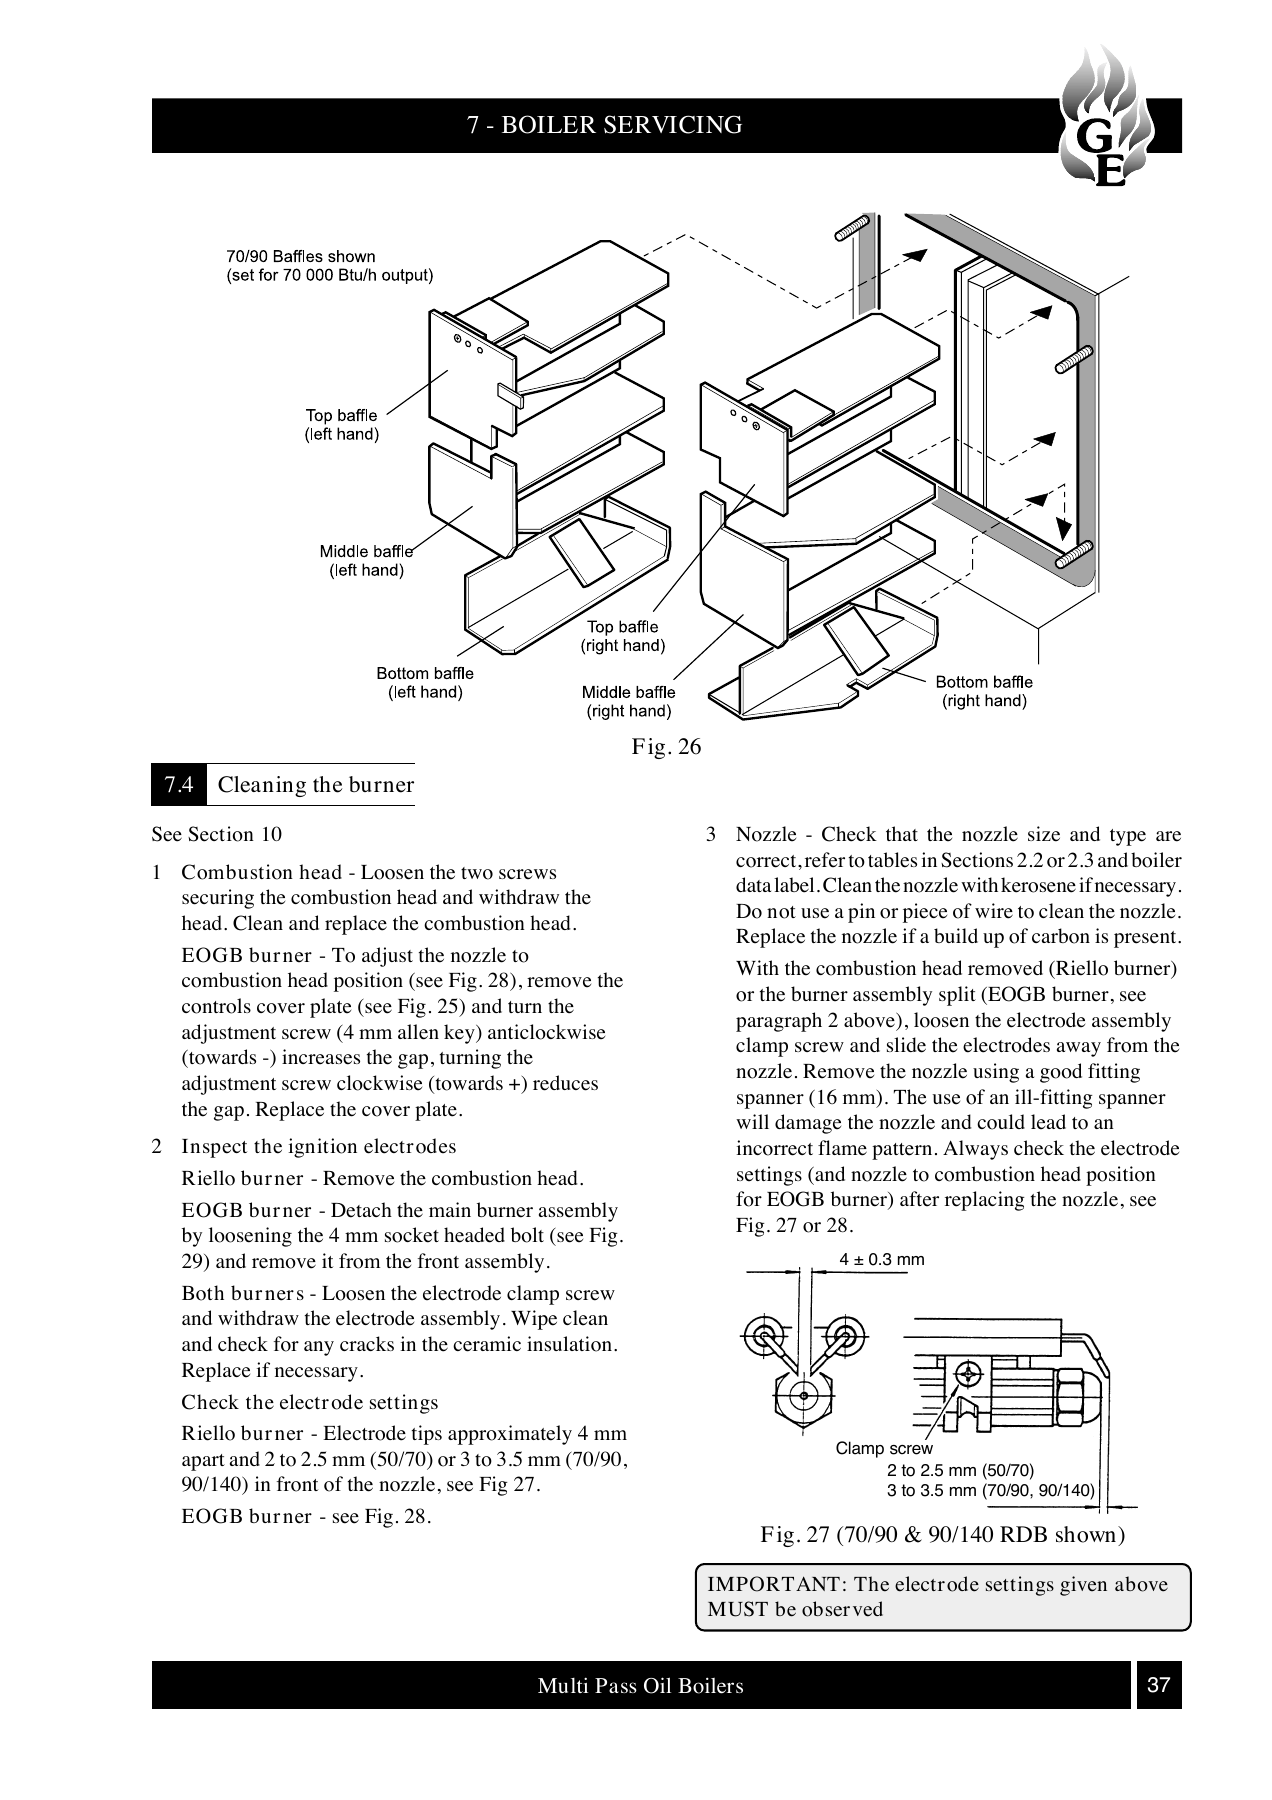 7 - BOILER SERVICING
G
E
70/90 Baffles shown
(set for 70 000 Btu/h output)
Top baffle
(left hand)
Middle baffle
(left hand)
Bottom baffle
(left hand)
Top baffle
(right hand)
Middle baffle
(right hand)
Bottom baffle
(right hand)
Fig. 26
7.4 Cleaning the burner
See Section 10
1 Combustion head - Loosen the two screws
securing the combustion head and withdraw the
head. Clean and replace the combustion head.
EOGB burner - To adjust the nozzle to
combustion head position (see Fig. 28), remove the
controls cover plate (see Fig. 25) and turn the
adjustment screw (4 mm allen key) anticlockwise
(towards -) increases the gap, turning the
adjustment screw clockwise (towards +) reduces
the gap. Replace the cover plate.
2 Inspect the ignition electrodes
Riello burner - Remove the combustion head.
EOGB burner - Detach the main burner assembly
by loosening the 4 mm socket headed bolt (see Fig.
29) and remove it from the front assembly.
Both burners - Loosen the electrode clamp screw
and withdraw the electrode assembly. Wipe clean
and check for any cracks in the ceramic insulation.
Replace if necessary.
Check the electrode settings
Riello burner - Electrode tips approximately 4 mm
apart and 2 to 2.5 mm (50/70) or 3 to 3.5 mm (70/90,
90/140) in front of the nozzle, see Fig 27.
EOGB burner - see Fig. 28.
3 Nozzle - Check that the nozzle size and type are
correct, refer to tables in Sections 2.2 or 2.3 and boiler
data label. Clean the nozzle with kerosene if necessary.
Do not use a pin or piece of wire to clean the nozzle.
Replace the nozzle if a build up of carbon is present.
With the combustion head removed (Riello burner)
or the burner assembly split (EOGB burner, see
paragraph 2 above), loosen the electrode assembly
clamp screw and slide the electrodes away from the
nozzle. Remove the nozzle using a good fitting
spanner (16 mm). The use of an ill-fitting spanner
will damage the nozzle and could lead to an
incorrect flame pattern. Always check the electrode
settings (and nozzle to combustion head position
for EOGB burner) after replacing the nozzle, see
Fig. 27 or 28.
4 ± 0.3 mm
Clamp screw
2 to 2.5 mm (50/70)
3 to 3.5 mm (70/90, 90/140)
Fig. 27 (70/90 & 90/140 RDB shown)
IMPORTANT: The electrode settings given above
MUST be observed
Multi Pass Oil Boilers
37